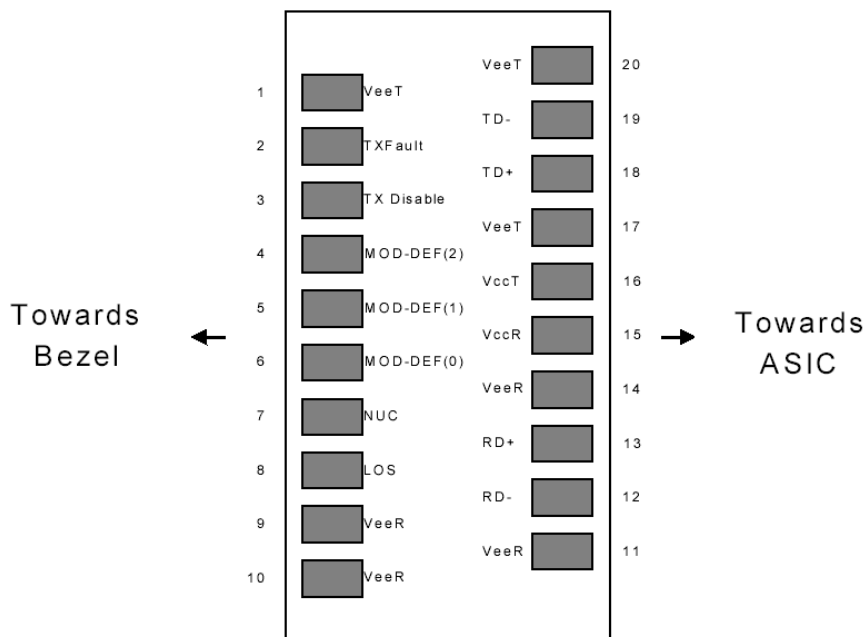 VeeT 20
1 VeeT
TD- 19
2 TXFault
TD+ 18
3 TX Disable
VeeT 17
4 MOD-DEF(2)
VccT 16
5 MOD-DEF(1)
Towards
Bezel
VccR 15
Towards
ASIC
6 MOD-DEF(0)
VeeR 14
7 NUC
RD+ 13
8 LOS
RD- 12
9 VeeR
VeeR 11
10 VeeR